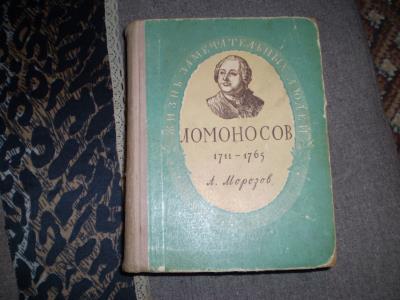 ЖИЗНЬ ЗАМЕЧАТЕЛЬНЫХ ЛЮДЕЙ
ЛОМОНОСОВ
1711–1765
А. Морозов